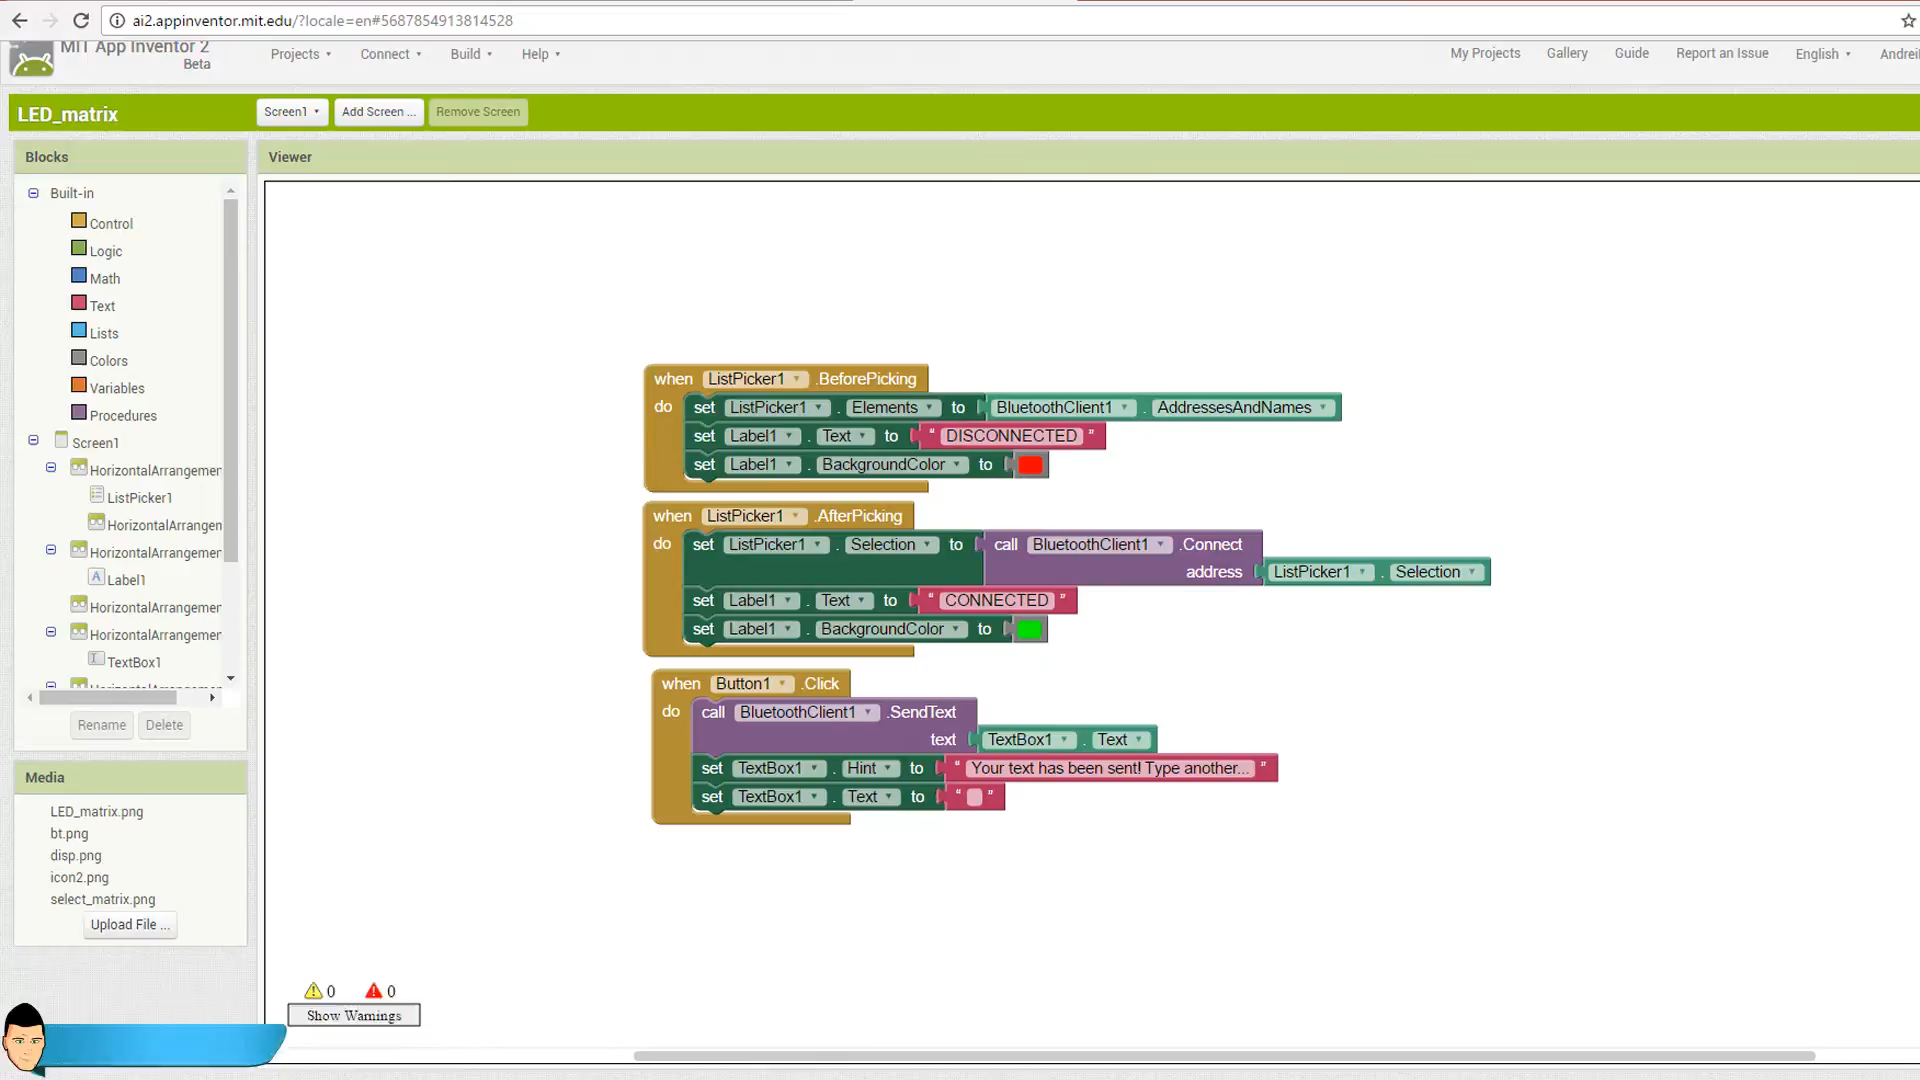 ai2.appinventor.mit.edu/?locale=en#5687854913814528
MIT App Inventor 2
Beta
Projects Connect Build Help
My Projects Gallery Guide Report an Issue English
LED_matrix
Screen1 Add Screen ... Remove Screen
Blocks
Viewer
Built-in
Control
Logic
Math
Text
Lists
Colors
Variables
Procedures
Screen1
HorizontalArrangemen
ListPicker1
HorizontalArrangen
HorizontalArrangemen
Label1
HorizontalArrangemen
HorizontalArrangemen
TextBox1
Rename Delete
Media
LED_matrix.png
bt.png
disp.png
icon2.png
select_matrix.png
Upload File ...
when ListPicker1 .BeforePicking
do set ListPicker1 . Elements to BluetoothClient1 . AddressesAndNames
set Label1 . Text to " DISCONNECTED "
set Label1 . BackgroundColor to
when ListPicker1 .AfterPicking
do set ListPicker1 . Selection to call BluetoothClient1 .Connect
address ListPicker1 . Selection
set Label1 . Text to " CONNECTED "
set Label1 . BackgroundColor to
when Button1 .Click
do call BluetoothClient1 .SendText
text TextBox1 . Text
set TextBox1 . Hint to " Your text has been sent! Type another... "
set TextBox1 . Text to " "
0 0
Show Warnings